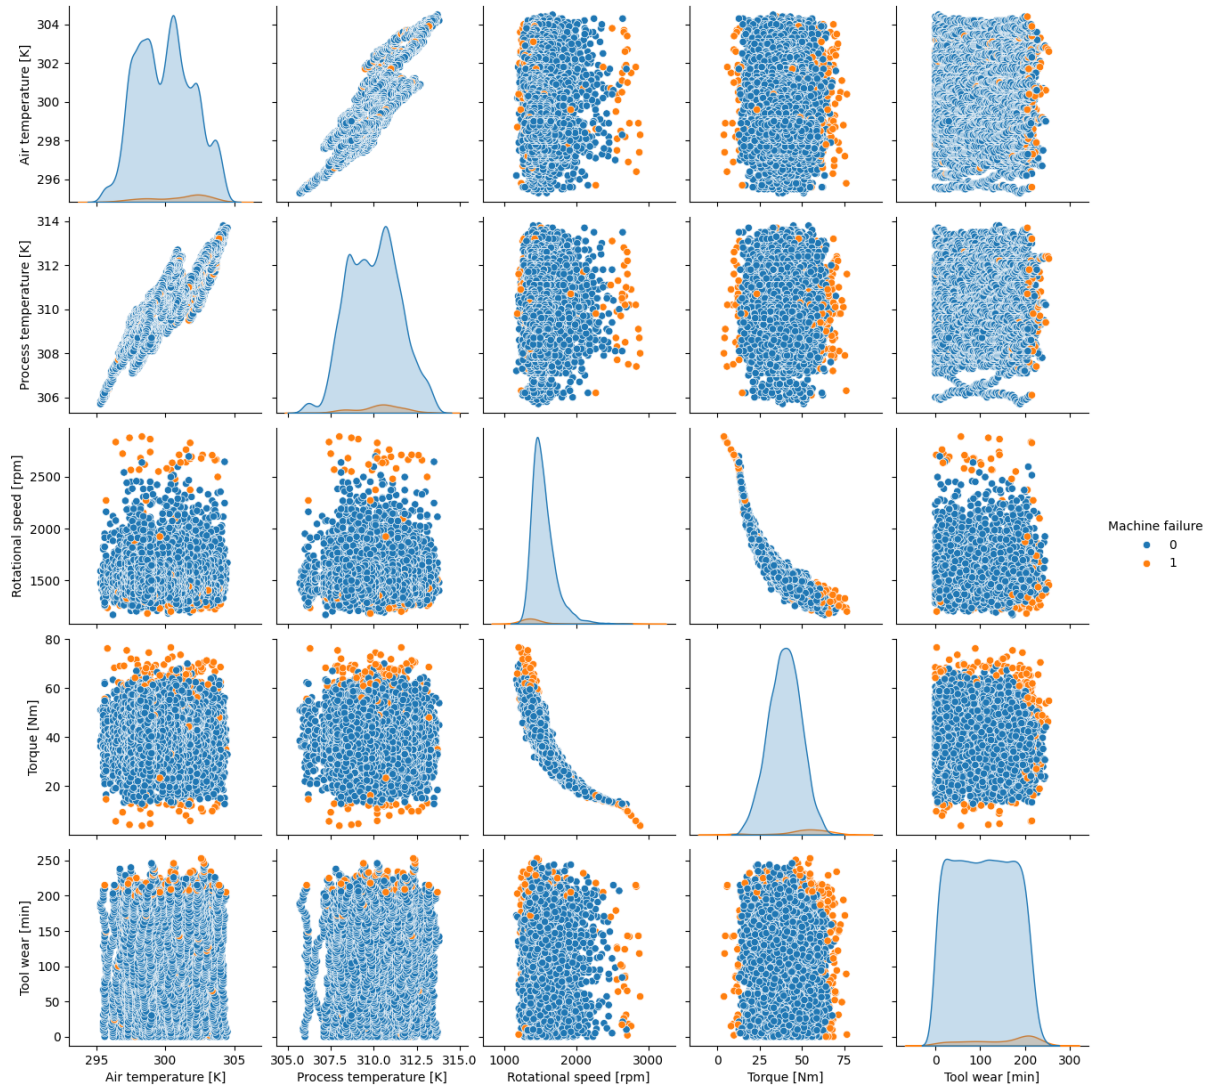 304
302
300
298
296
Air temperature [K]
314
312
310
308
306
Process temperature [K]
2500
2000
1500
Rotational speed [rpm]
Machine failure
0
1
80
60
40
20
Torque [Nm]
250
200
150
100
50
0
Tool wear [min]
295 300 305
305.0 307.5 310.0 312.5 315.0
1000 2000 3000
0 25 50 75
0 100 200 300
Air temperature [K] Process temperature [K] Rotational speed [rpm] Torque [Nm] Tool wear [min]